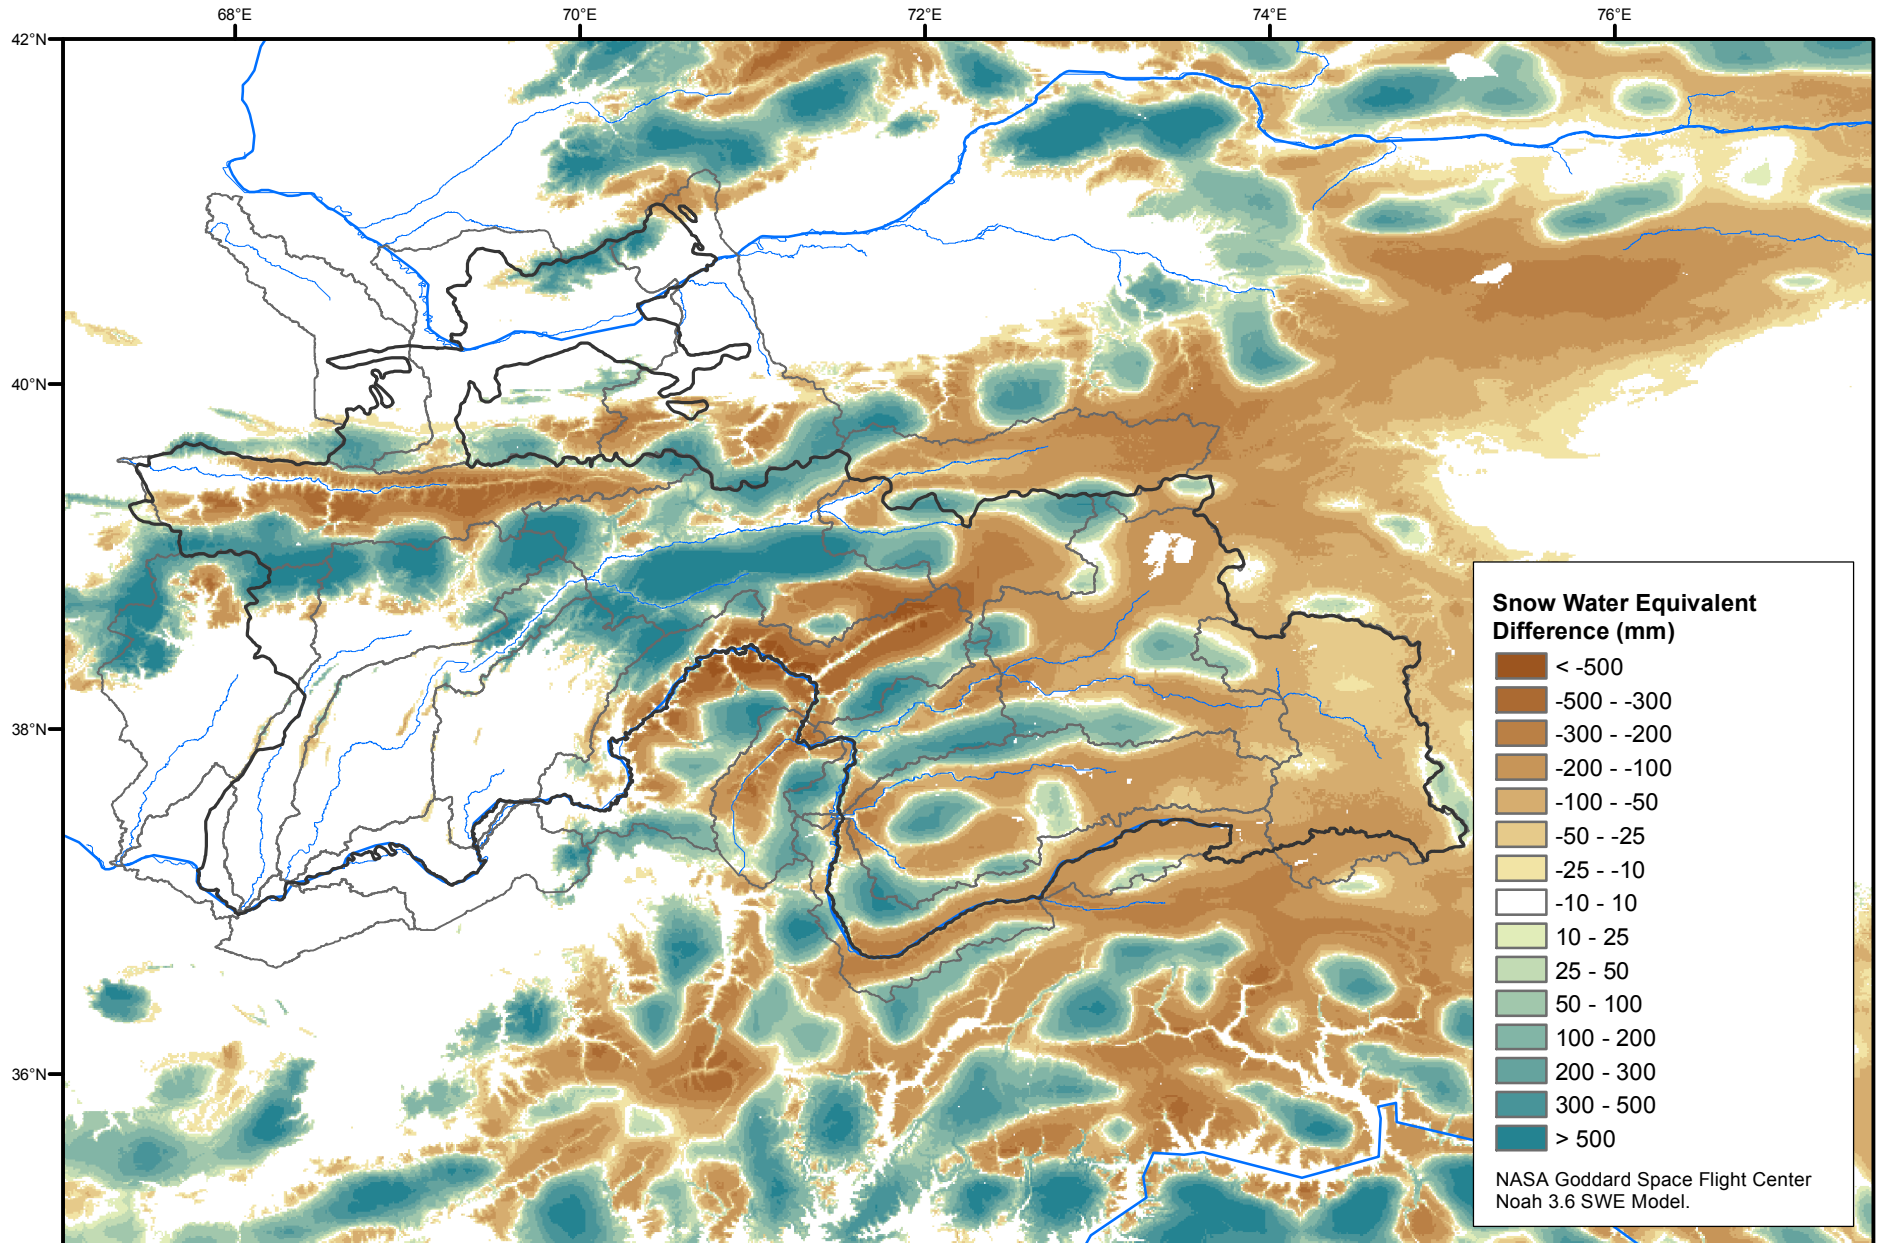 68°E 70°E 72°E 74°E 76°E
42°N
40°N
38°N
36°N
Snow Water Equivalent
Difference (mm)
< -500
-500 - -300
-300 - -200
-200 - -100
-100 - -50
-50 - -25
-25 - -10
-10 - 10
10 - 25
25 - 50
50 - 100
100 - 200
200 - 300
300 - 500
> 500
NASA Goddard Space Flight Center
Noah 3.6 SWE Model.